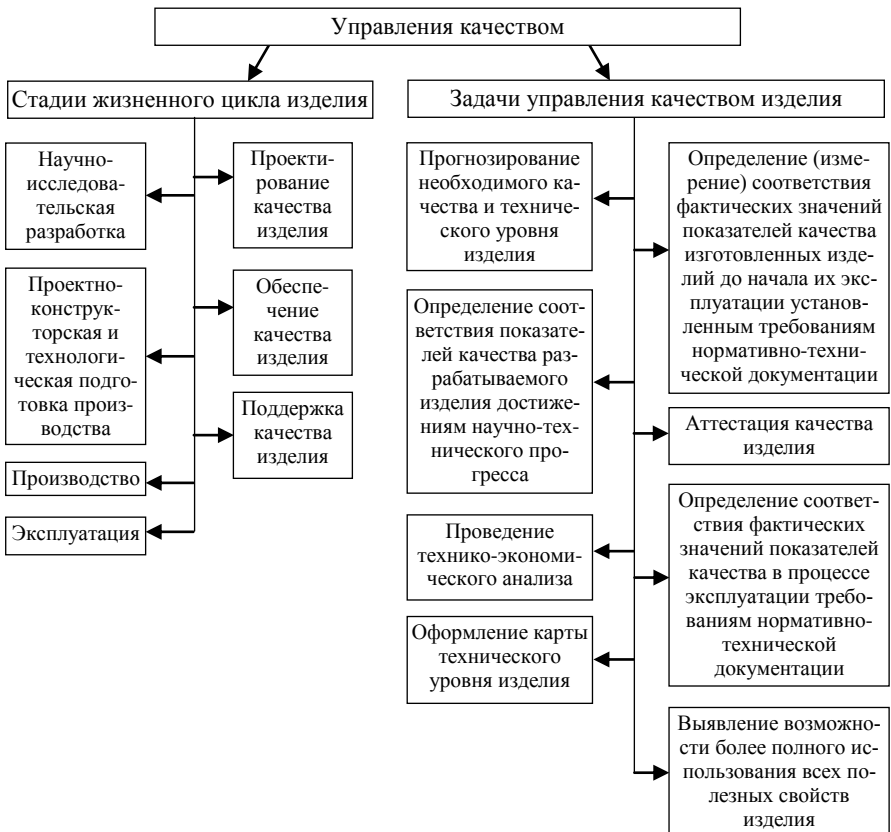 Управления качеством
Стадии жизненного цикла изделия
Научно-
исследова-
тельская
разработка
Проекти-
рование
качества
изделия
Проектно-
конструк-
торская и
технологи-
ческая подго-
товка произ-
водства
Обеспе-
чение
качества
изделия
Поддержка
качества
изделия
Производство
Эксплуатация
Задачи управления качеством изделия
Прогнозирование
необходимого ка-
чества и техниче-
ского уровня
изделия
Определение соот-
ветствия показате-
лей качества раз-
рабатываемого
изделия достиже-
ниям научно-тех-
нического про-
гресса
Проведение
технико-экономи-
ческого анализа
Оформление карты
технического
уровня изделия
Определение (изме-
рение) соответствия
фактических значений
показателей качества
изготовленных изде-
лий до начала их экс-
плуатации установ-
ленным требованиям
нормативно-техни-
ческой документации
Аттестация качества
изделия
Определение соответ-
ствия фактических
значений показателей
качества в процессе
эксплуатации требо-
ваниям нормативно-
технической
документации
Выявление возможно-
сти более полного ис-
пользования всех по-
лезных свойств
изделия